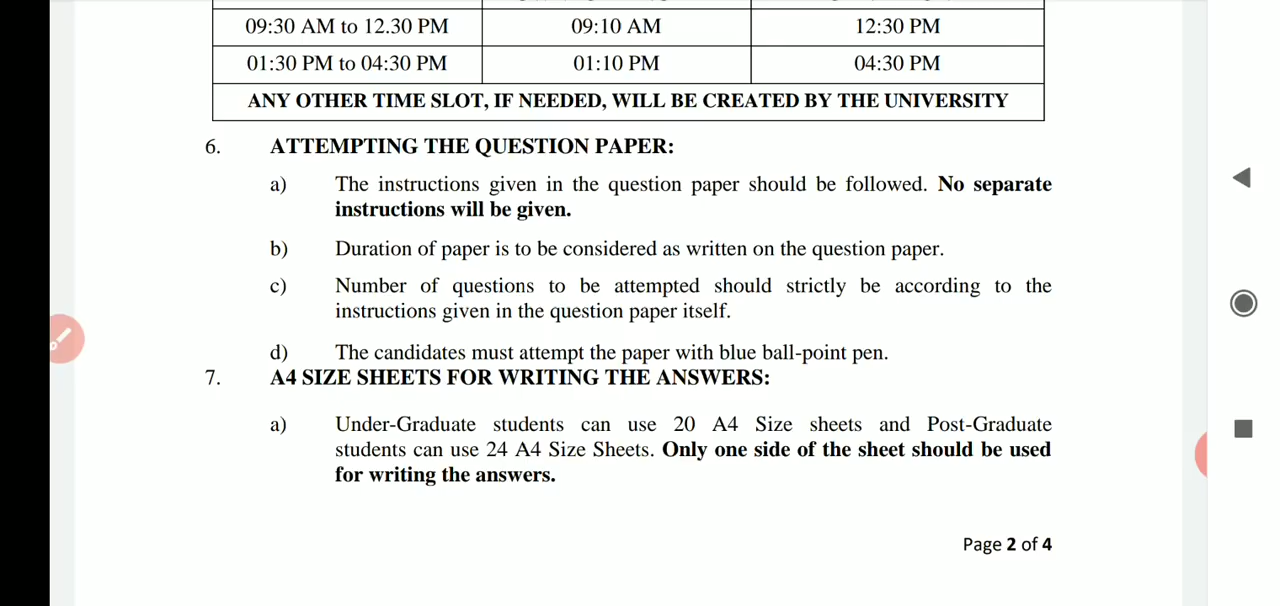 09:30 AM to 12.30 PM 09:10 AM 12:30 PM
01:30 PM to 04:30 PM 01:10 PM 04:30 PM
ANY OTHER TIME SLOT, IF NEEDED, WILL BE CREATED BY THE UNIVERSITY
6. ATTEMPTING THE QUESTION PAPER:
a) The instructions given in the question paper should be followed. No separate
instructions will be given.
b) Duration of paper is to be considered as written on the question paper.
c) Number of questions to be attempted should strictly be according to the
instructions given in the question paper itself.
d) The candidates must attempt the paper with blue ball-point pen.
7. A4 SIZE SHEETS FOR WRITING THE ANSWERS:
a) Under-Graduate students can use 20 A4 Size sheets and Post-Graduate
students can use 24 A4 Size Sheets. Only one side of the sheet should be used
for writing the answers.
Page 2 of 4